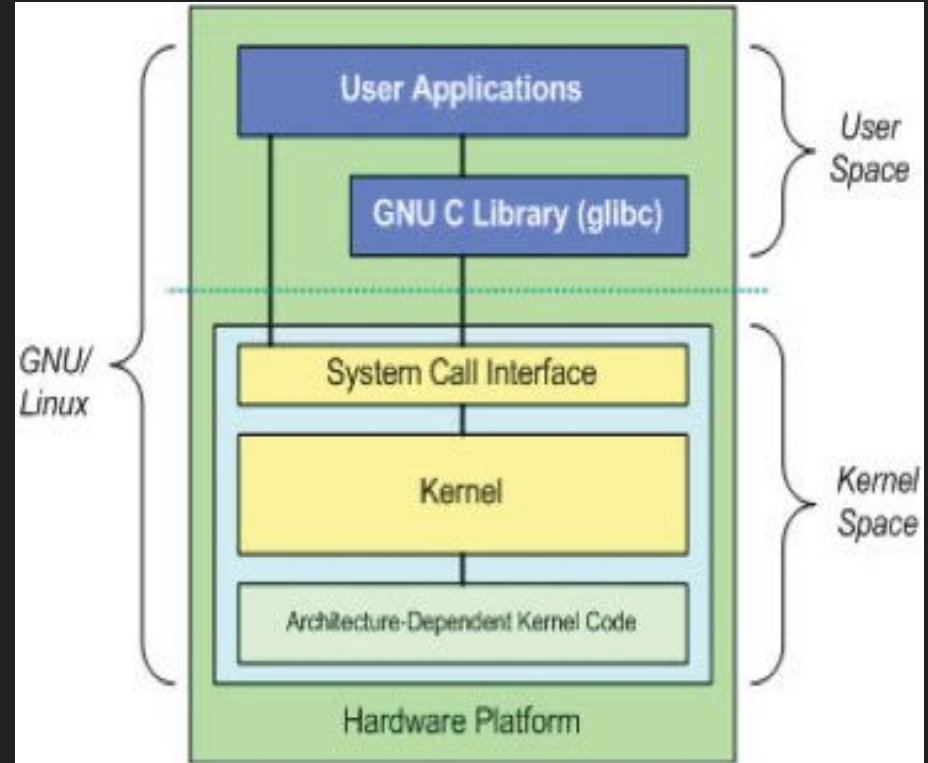 User Applications
User
Space
GNU C Library (glibc)
GNU/
Linux
System Call Interface
Kernel
Kernel
Space
Architecture-Dependent Kernel Code
Hardware Platform